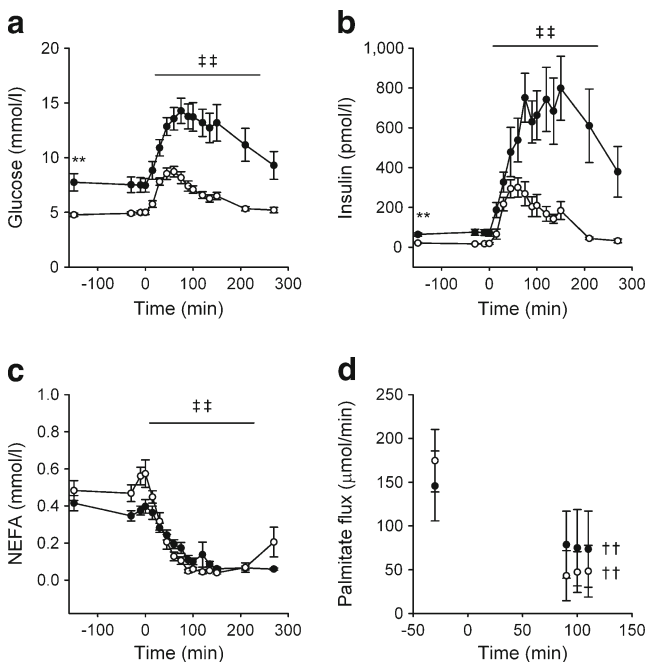 a
‡‡
20
15
10
5
0
**
Glucose (mmol/l)
-100 0 100 200 300
Time (min)
b
‡‡
1,000
800
600
400
200
0
**
Insulin (pmol/l)
-100 0 100 200 300
Time (min)
c
‡‡
1.0
0.8
0.6
0.4
0.2
0.0
NEFA (mmol/l)
-100 0 100 200 300
Time (min)
d
250
200
150
100
50
0
††
††
Palmitate flux (μmol/min)
-50 0 50 100 150
Time (min)